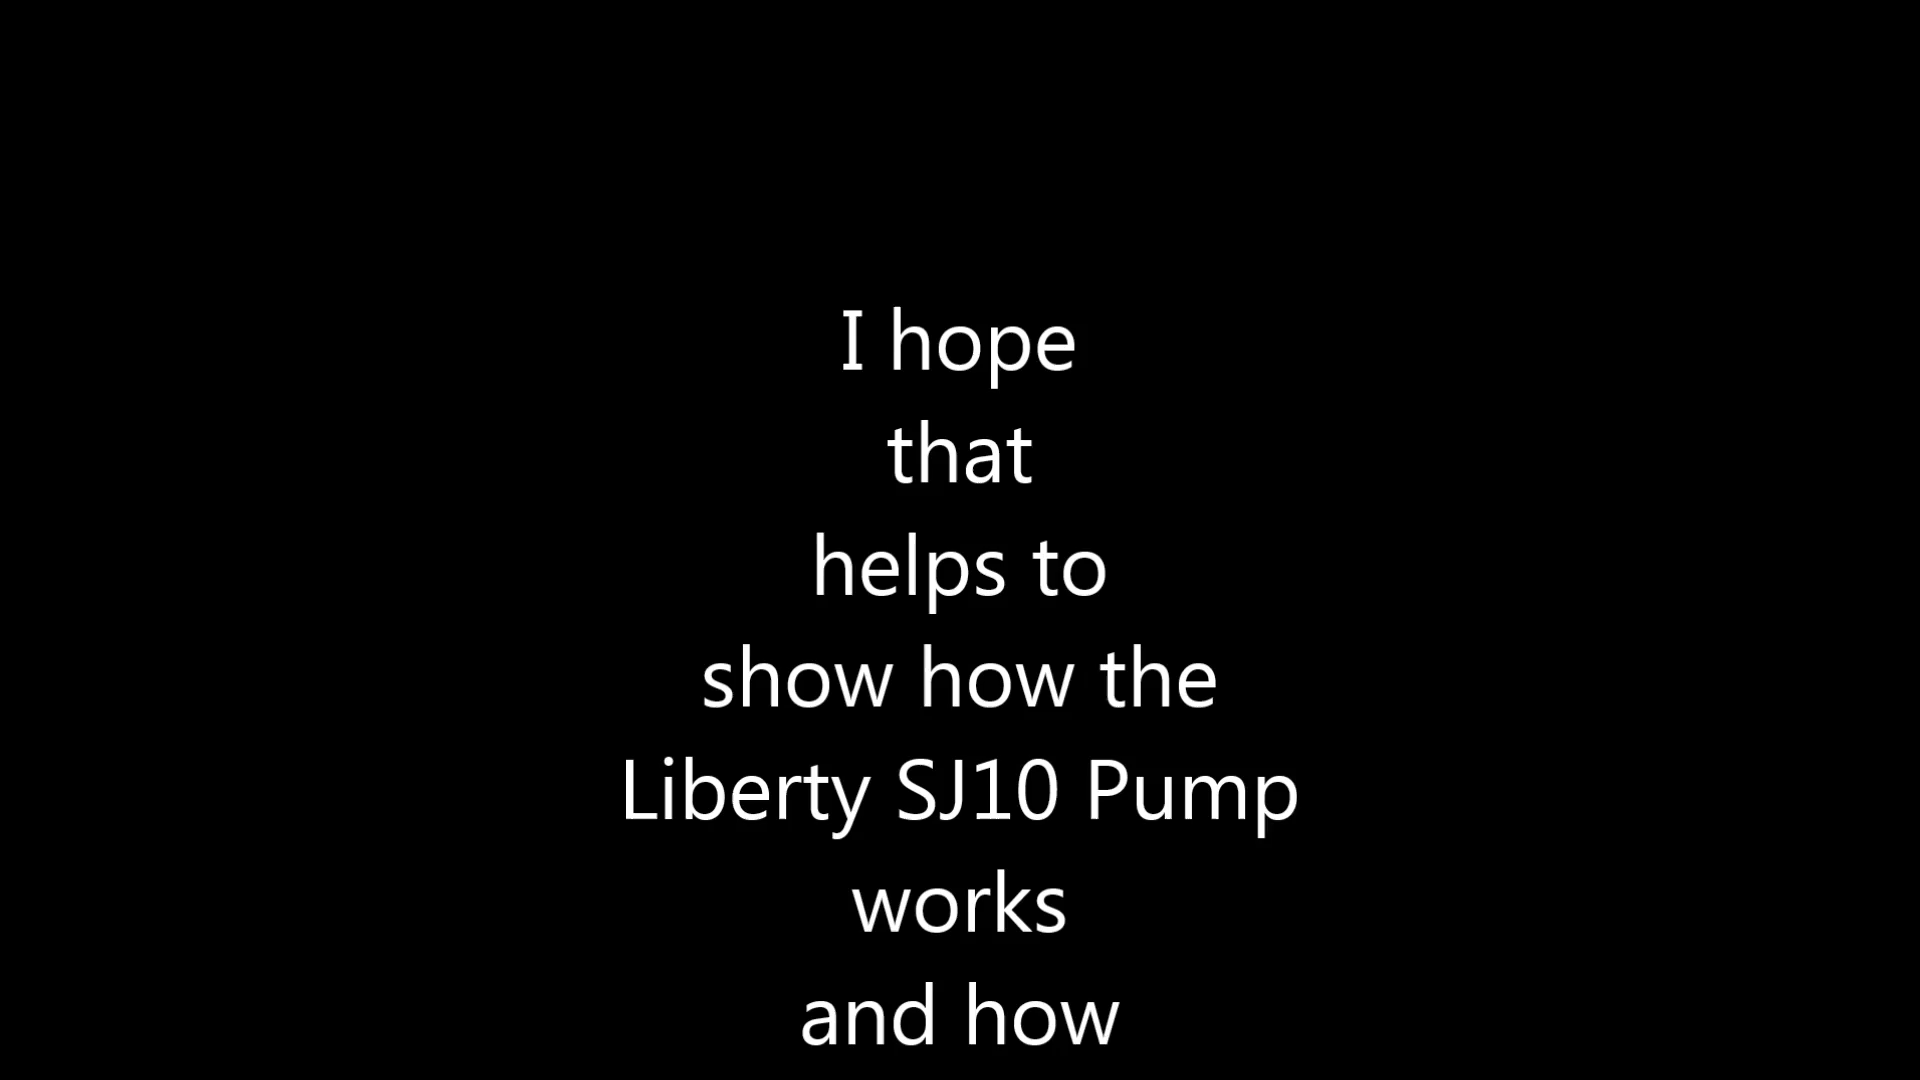 I hope
that
helps to
show how the
Liberty SJ10 Pump
works
and how